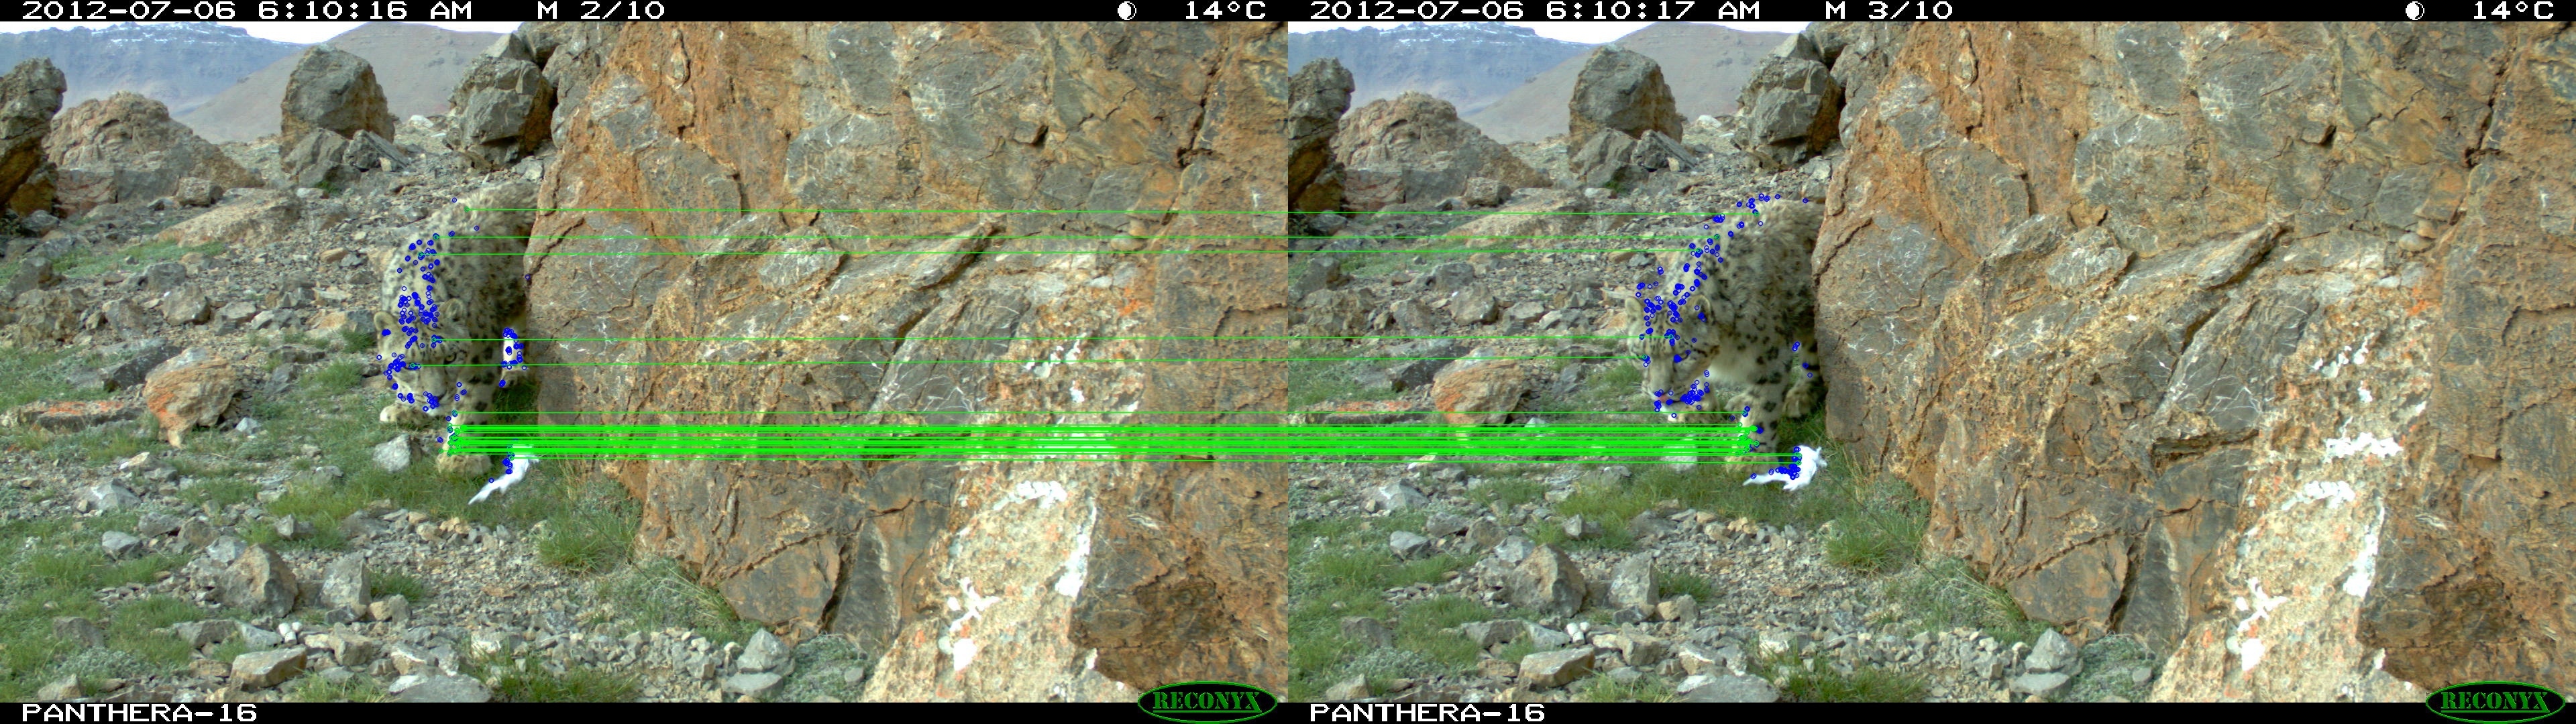 2012-07-06 6:10:16 AM M 2/10 14°C
2012-07-06 6:10:17 AM M 3/10 14°C
PANTHERA-16 RECONYX
PANTHERA-16 RECONYX